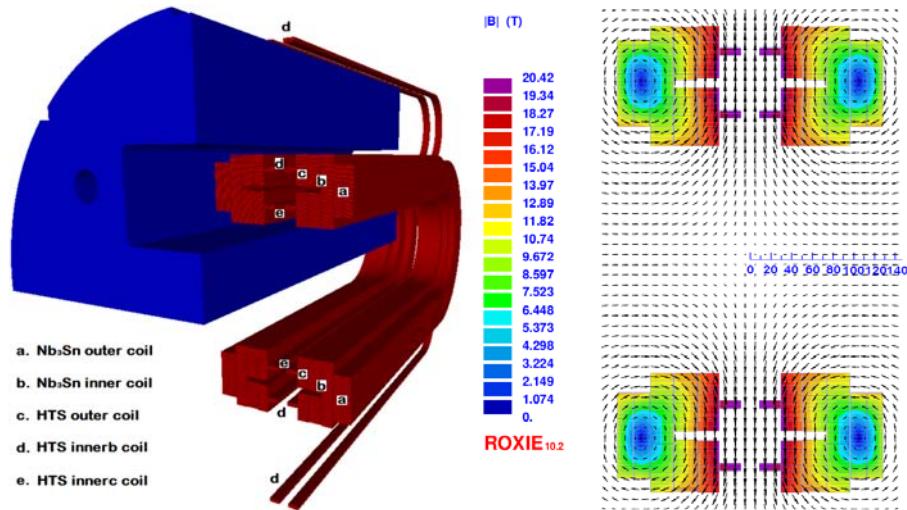 d
d
c
b
a
e
e
c
b
a
d
d
a. Nb₃Sn outer coil
b. Nb₃Sn inner coil
c. HTS outer coil
d. HTS innerb coil
e. HTS innerc coil
|B| (T)
20.42
19.34
18.27
17.19
16.12
15.04
13.97
12.89
11.82
10.74
9.672
8.597
7.523
6.448
5.373
4.298
3.224
2.149
1.074
0.
ROXIE 10.2
0 20 40 60 80 100 120 140